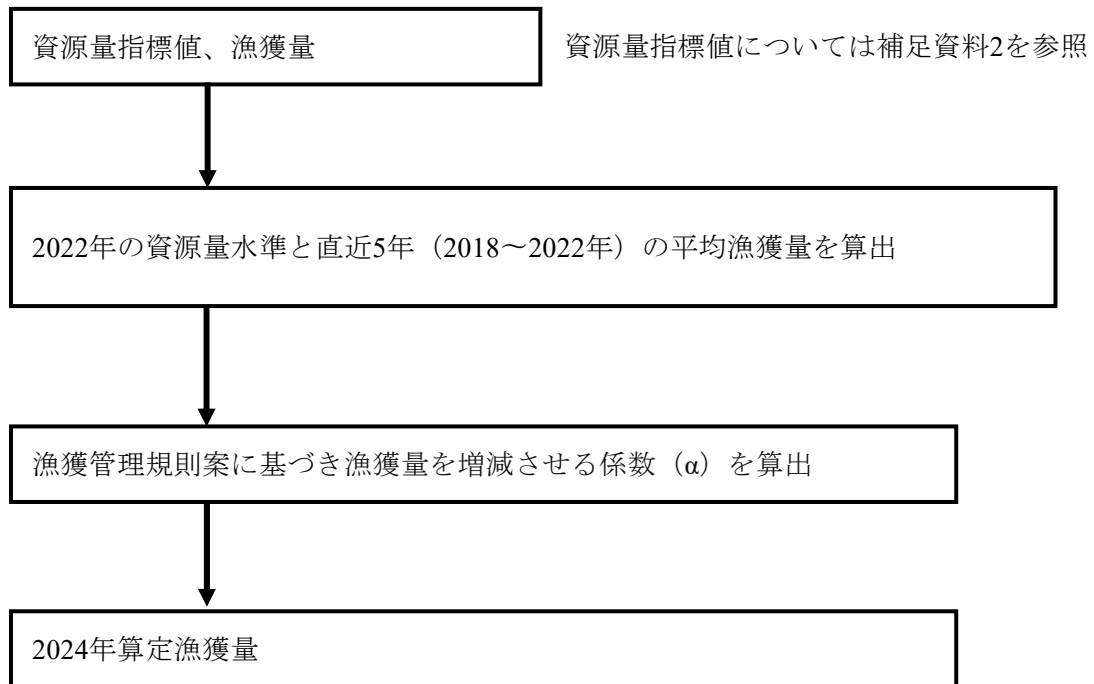 資源量指標値、漁獲量
資源量指標値については補足資料2を参照
2022年の資源量水準と直近5年（2018～2022年）の平均漁獲量を算出
漁獲管理規則案に基づき漁獲量を増減させる係数（α）を算出
2024年算定漁獲量